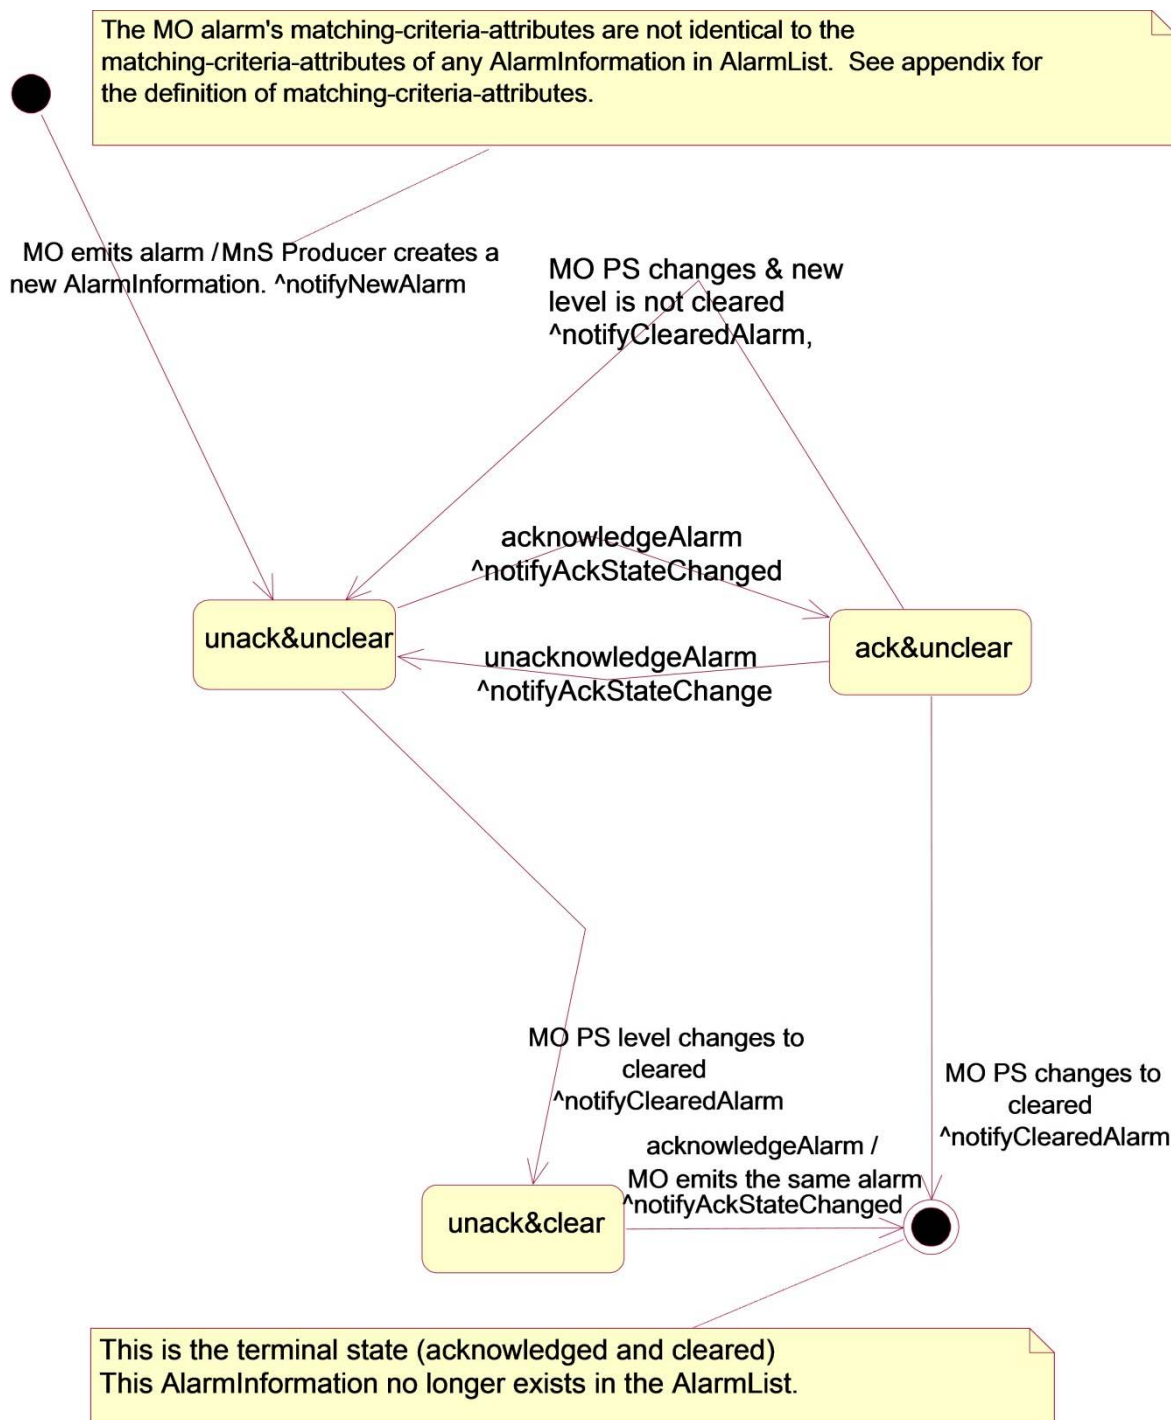 The MO alarm's matching-criteria-attributes are not identical to the
matching-criteria-attributes of any AlarmInformation in AlarmList.  See appendix for
the definition of matching-criteria-attributes.
MO emits alarm / MnS Producer creates a
new AlarmInformation. ^notifyNewAlarm
MO PS changes & new
level is not cleared
^notifyClearedAlarm,
acknowledgeAlarm
^notifyAckStateChanged
unack&unclear
ack&unclear
unacknowledgeAlarm
^notifyAckStateChange
MO PS level changes to
cleared
^notifyClearedAlarm
MO PS changes to
cleared
^notifyClearedAlarm
acknowledgeAlarm /
MO emits the same alarm
^notifyAckStateChanged
unack&clear
This is the terminal state (acknowledged and cleared)
This AlarmInformation no longer exists in the AlarmList.